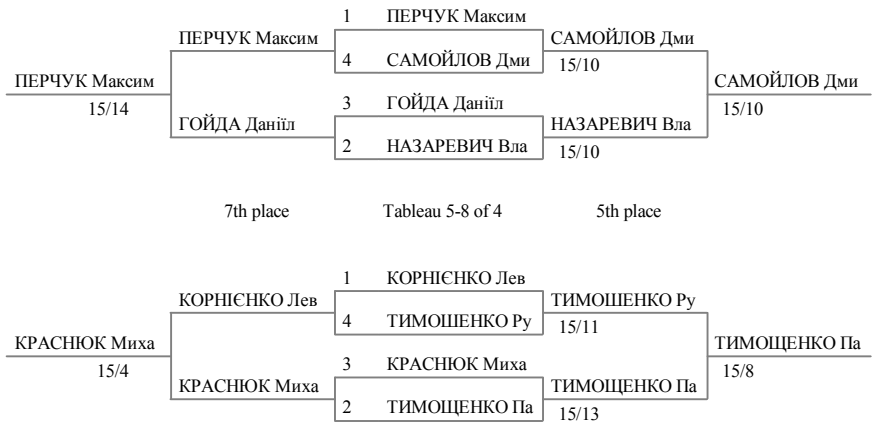 1 ПЕРЧУК Максим
ПЕРЧУК Максим САМОЙЛОВ Дми
4 САМОЙЛОВ Дми 15/10
ПЕРЧУК Максим САМОЙЛОВ Дми
15/14 3 ГОЙДА Даніїл 15/10
ГОЙДА Даніїл НАЗАРЕВИЧ Вла
2 НАЗАРЕВИЧ Вла 15/10
7th place Tableau 5-8 of 4 5th place
1 КОРНІЄНКО Лев
КОРНІЄНКО Лев ТИМОШЕНКО Ру
4 ТИМОШЕНКО Ру 15/11
КРАСНЮК Миха ТИМОЩЕНКО Па
15/4 3 КРАСНЮК Миха 15/8
КРАСНЮК Миха ТИМОЩЕНКО Па
2 ТИМОЩЕНКО Па 15/13